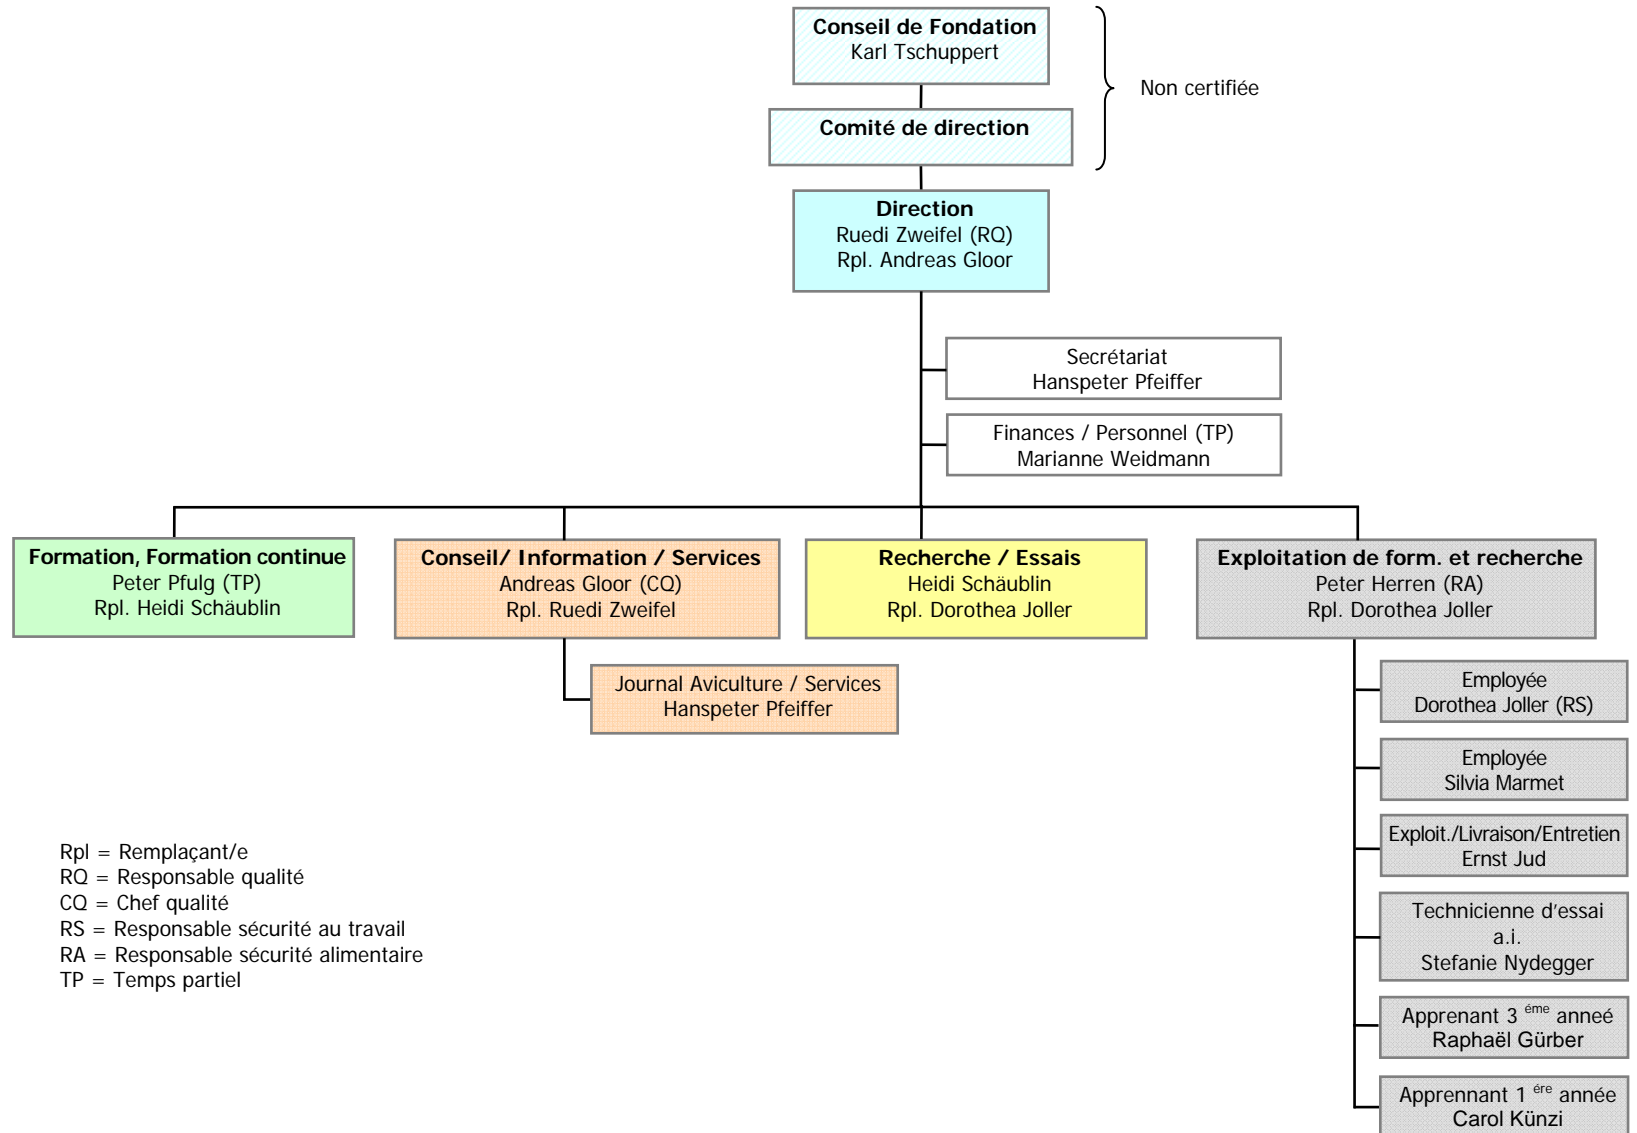 Conseil de Fondation
Karl Tschuppert
Non certifiée
Comité de direction
Direction
Ruedi Zweifel (RQ)
Rpl. Andreas Gloor
Secrétariat
Hanspeter Pfeiffer
Finances / Personnel (TP)
Marianne Weidmann
Formation, Formation continue
Peter Pfulg (TP)
Rpl. Heidi Schäublin
Conseil/ Information / Services
Andreas Gloor (CQ)
Rpl. Ruedi Zweifel
Recherche / Essais
Heidi Schäublin
Rpl. Dorothea Joller
Exploitation de form. et recherche
Peter Herren (RA)
Rpl. Dorothea Joller
Journal Aviculture / Services
Hanspeter Pfeiffer
Employée
Dorothea Joller (RS)
Employée
Silvia Marmet
Exploit./Livraison/Entretien
Ernst Jud
Technicienne d'essai
a.i.
Stefanie Nydegger
Apprenant 3 éme anneé
Raphaël Gürber
Apprennant 1 ére année
Carol Künzi
Rpl = Remplaçant/e
RQ = Responsable qualité
CQ = Chef qualité
RS = Responsable sécurité au travail
RA = Responsable sécurité alimentaire
TP = Temps partiel